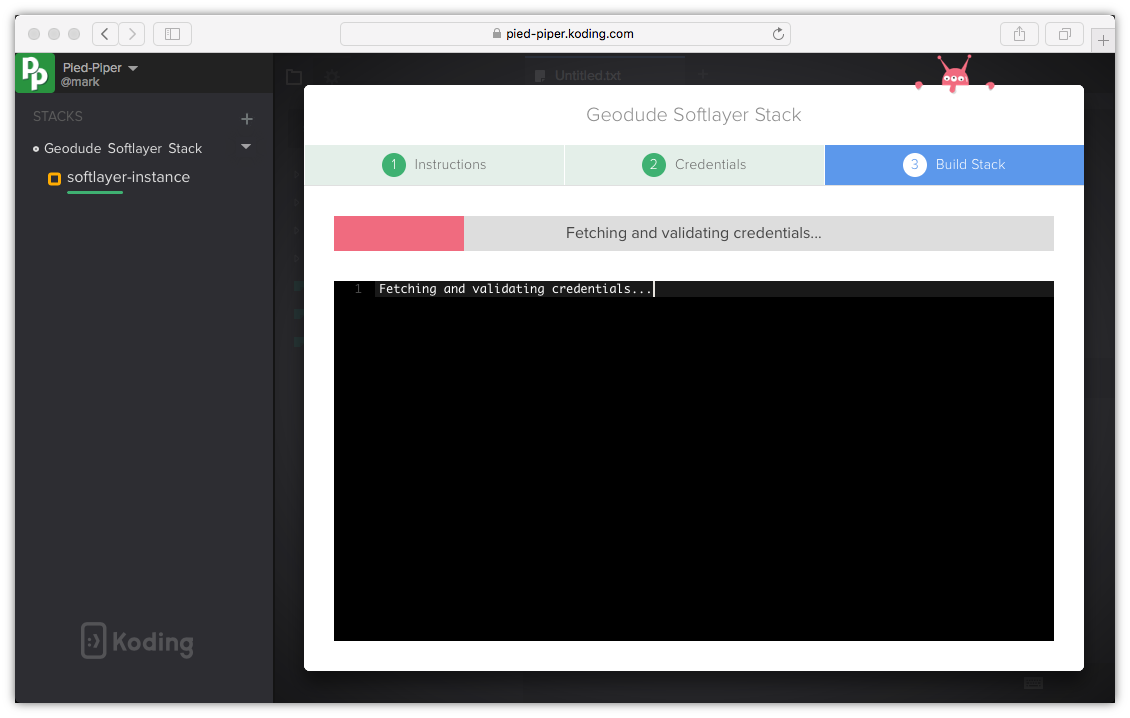 pied-piper.koding.com
PP
Pied-Piper
@mark
STACKS
Geodude Softlayer Stack
softlayer-instance
Koding
Untitled.txt
Geodude Softlayer Stack
1 Instructions
2 Credentials
3 Build Stack
Fetching and validating credentials...
1 Fetching and validating credentials...